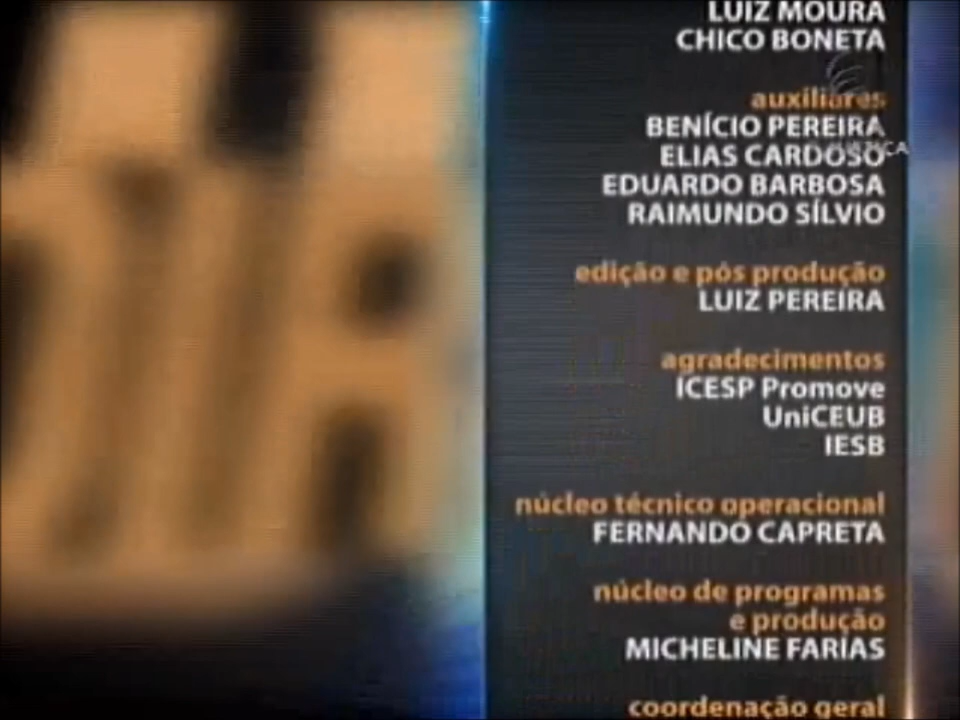 LUIZ MOURA
CHICO BONETA
auxiliares
BENÍCIO PEREIRA
ELIAS CARDOSO
EDUARDO BARBOSA
RAIMUNDO SÍLVIO
edição e pós produção
LUIZ PEREIRA
agradecimentos
ICESP Promove
UniCEUB
IESB
núcleo técnico operacional
FERNANDO CAPRETA
núcleo de programas
e produção
MICHELINE FARIAS
coordenação geral